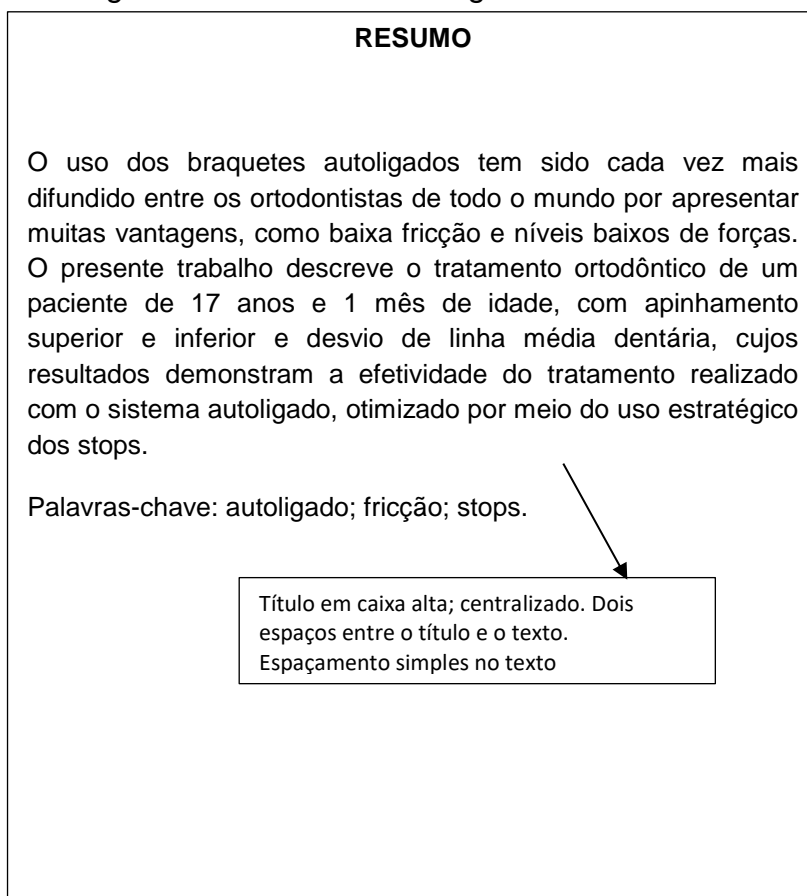 RESUMO
O uso dos braquetes autoligados tem sido cada vez mais
difundido entre os ortodontistas de todo o mundo por apresentar
muitas vantagens, como baixa fricção e níveis baixos de forças.
O presente trabalho descreve o tratamento ortodôntico de um
paciente de 17 anos e 1 mês de idade, com apinhamento
superior e inferior e desvio de linha média dentária, cujos
resultados demonstram a efetividade do tratamento realizado
com o sistema autoligado, otimizado por meio do uso estratégico
dos stops.
Palavras-chave: autoligado; fricção; stops.
Título em caixa alta; centralizado. Dois
espaços entre o título e o texto.
Espaçamento simples no texto